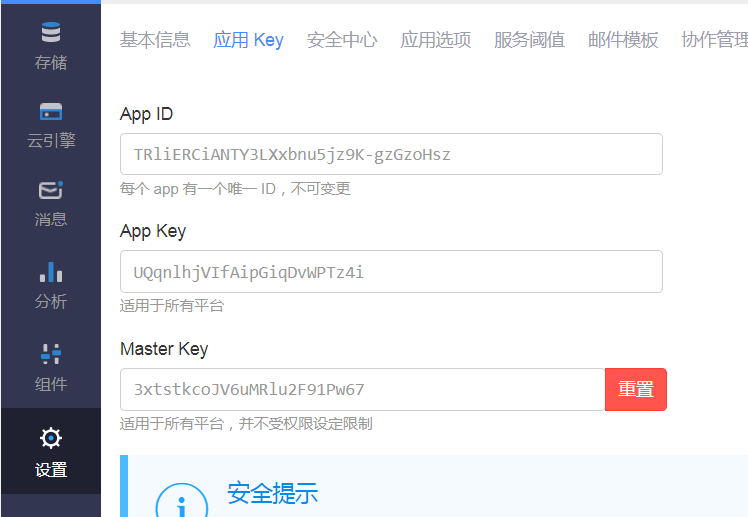 存储
云引擎
消息
分析
组件
设置
基本信息 应用 Key 安全中心 应用选项 服务阈值 邮件模板 协作管理
App ID
TRliERCiANTY3LXxbnu5jz9K-gzGzoHsz
每个 app 有一个唯一 ID，不可变更
App Key
UQqnlhjVIfAipGiqDvWPTz4i
适用于所有平台
Master Key
3xtstkcoJV6uMRlu2F91Pw67 重置
适用于所有平台，并不受权限设定限制
安全提示